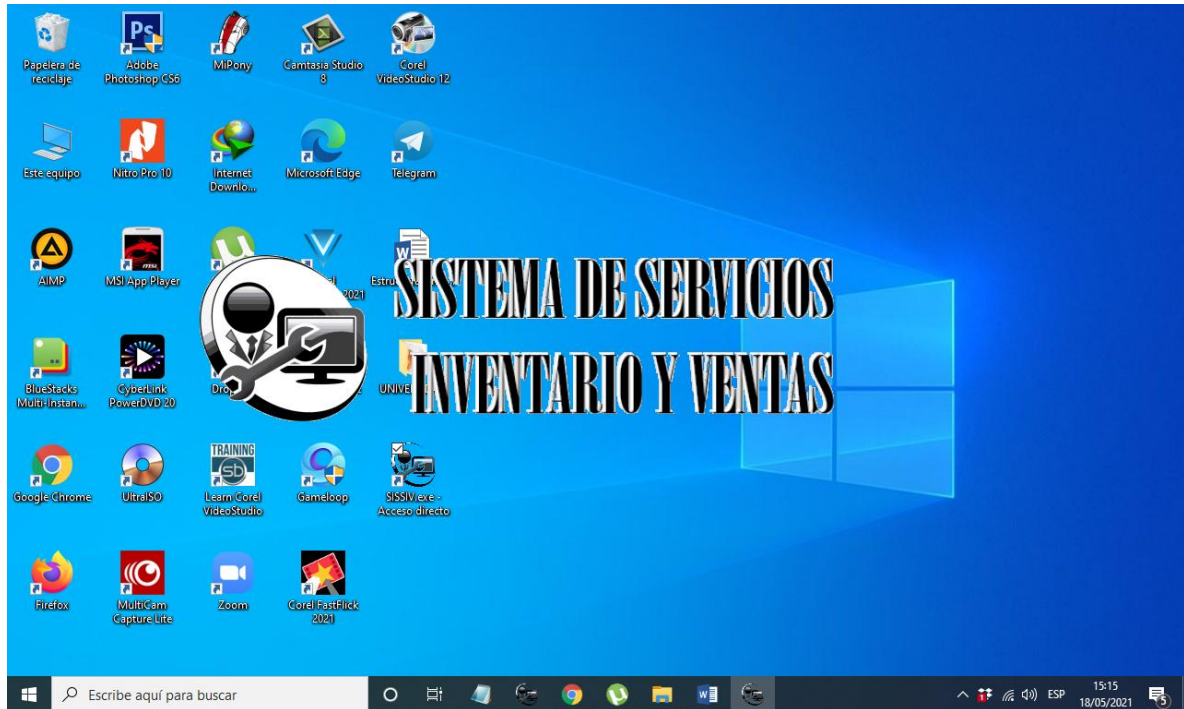 Papelera de
reciclaje
Ps
Adobe
Photoshop CS6
MiPony
Camtasia Studio
8
Corel
VideoStudio 12
Este equipo
Nitro Pro 10
Internet
Downlo...
Microsoft Edge
Telegram
AIMP
msi
MSI App Player
2021
W
SISTEMA DE SERVICIOS
INVENTARIO Y VENTAS
BlueStacks
Multi-Instan...
CyberLink
PowerDVD 20
Google Chrome
UltraISO
TRAINING
sb
Learn Corel
VideoStudio
Gameloop
SISSIV.exe -
Acceso directo
Firefox
MultiCam
Capture Lite
Zoom
Corel FastFlick
2021
Escribe aquí para buscar
W
ESP
15:15
18/05/2021
5